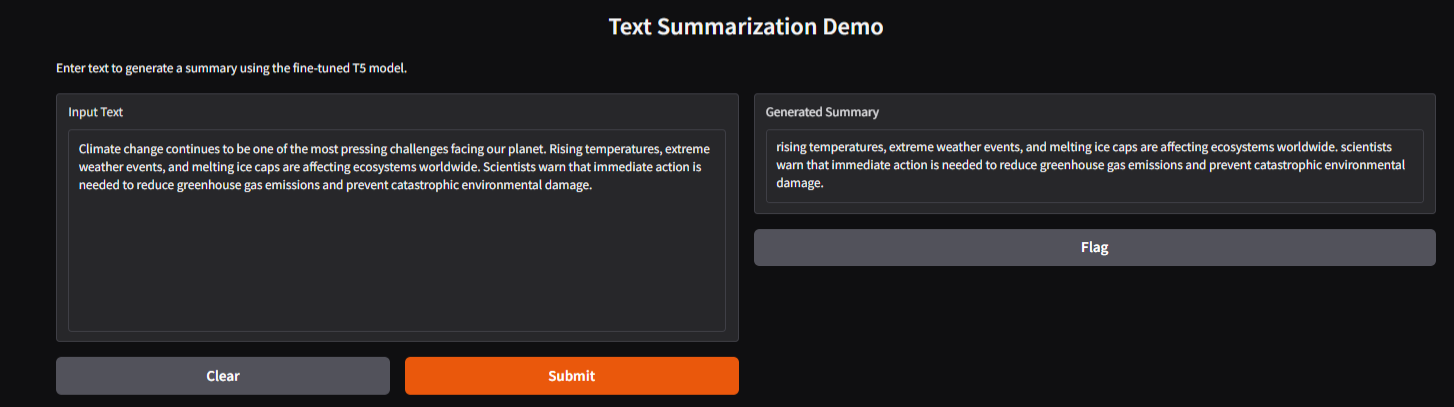 Text Summarization Demo
Enter text to generate a summary using the fine-tuned T5 model.
Input Text
Climate change continues to be one of the most pressing challenges facing our planet. Rising temperatures, extreme
weather events, and melting ice caps are affecting ecosystems worldwide. Scientists warn that immediate action is
needed to reduce greenhouse gas emissions and prevent catastrophic environmental damage.
Clear
Submit
Generated Summary
rising temperatures, extreme weather events, and melting ice caps are affecting ecosystems worldwide. scientists
warn that immediate action is needed to reduce greenhouse gas emissions and prevent catastrophic environmental
damage.
Flag